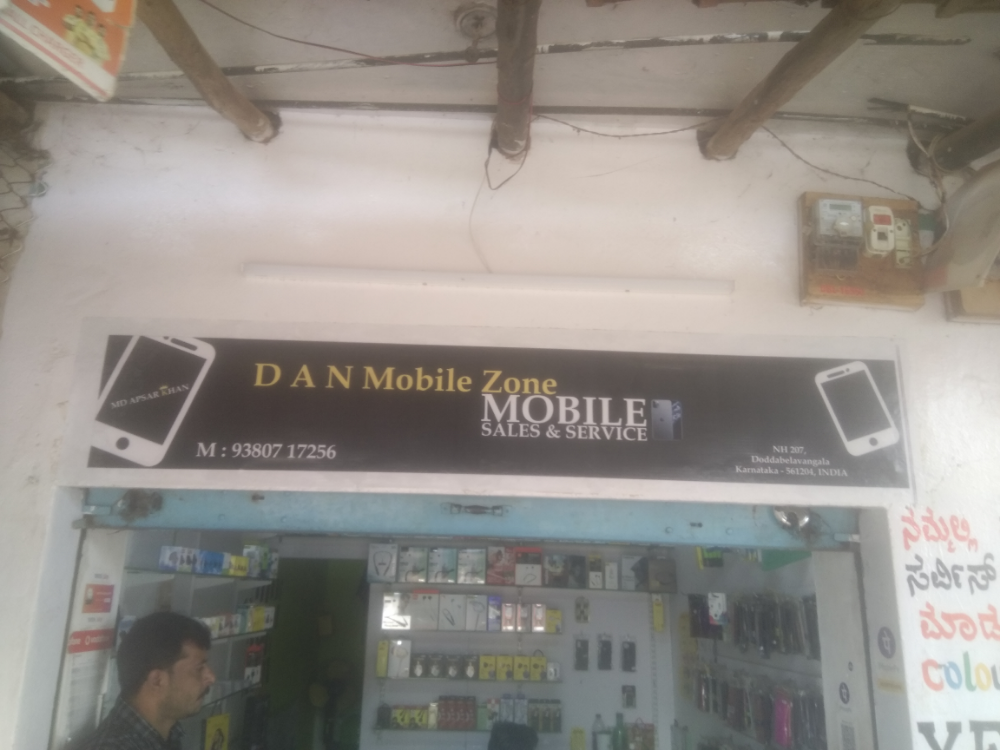 MD APSAR KHAN
D A N Mobile Zone
MOBILE
SALES & SERVICE
M : 93807 17256
NH 207,
Doddabelavangala
Karnataka - 561204, INDIA
ನಮ್ಮಲ್ಲಿ
ಸರ್ವಿಸ್
ಮಾಡ